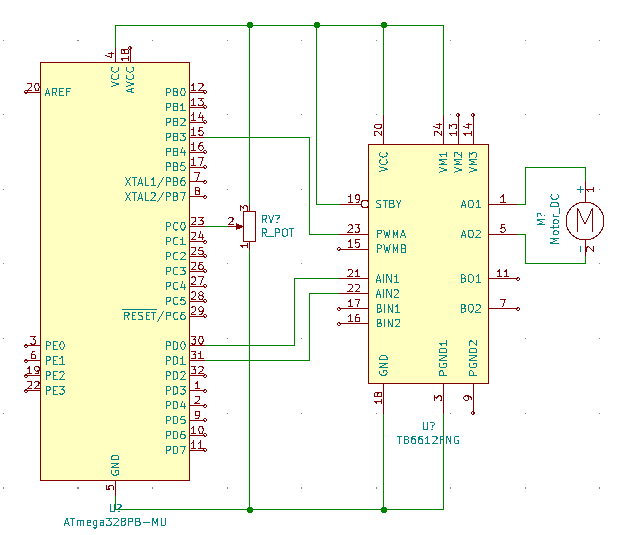 4
VCC
AVCC
18
20
AREF
PB0
12
PB1
13
PB2
14
PB3
15
PB4
16
PB5
17
XTAL1/PB6
7
XTAL2/PB7
8
PC0
23
PC1
24
PC2
25
PC3
26
PC4
27
PC5
28
RESET/PC6
29
3
PE0
6
PE1
19
PE2
22
PE3
PD0
30
PD1
31
PD2
32
PD3
1
PD4
2
PD5
9
PD6
10
PD7
11
GND
5
U?
ATmega328PB-MU
3
2
1
RV?
R_POT
20
24
13
14
VCC
VM1
VM2
VM3
19
STBY
23
PWMA
15
PWMB
21
AIN1
22
AIN2
17
BIN1
16
BIN2
AO1
1
AO2
5
BO1
11
BO2
7
GND
PGND1
PGND2
18
3
9
U?
TB6612FNG
M?
Motor_DC
+
1
M
-
2